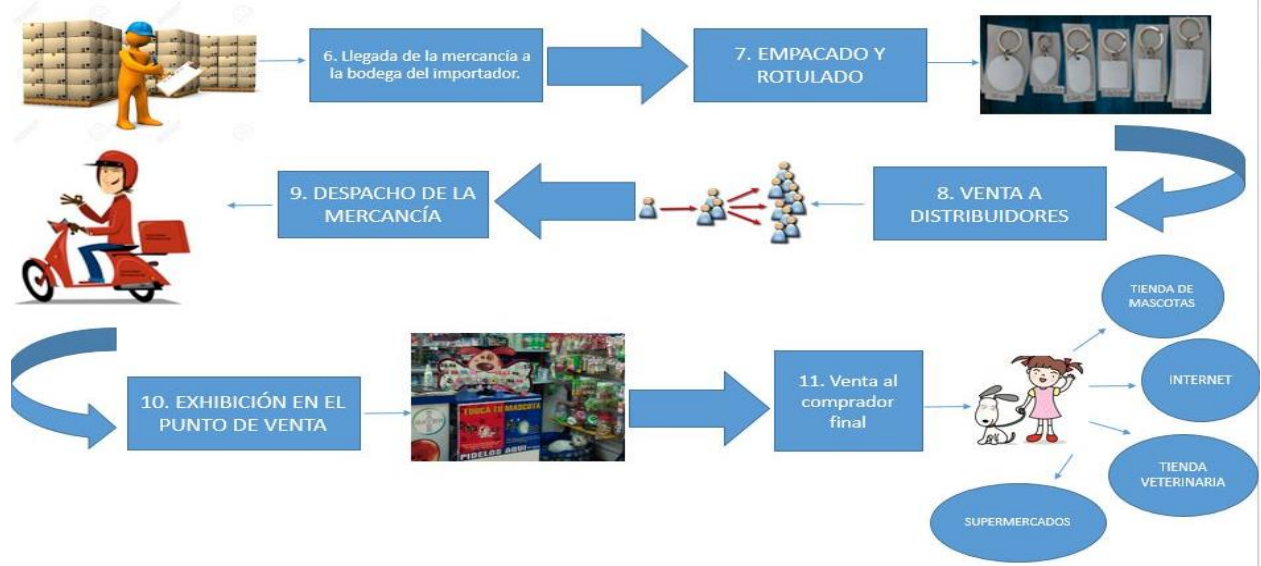 6. Llegada de la mercancía a
la bodega del importador.
7. EMPACADO Y
ROTULADO
8. VENTA A
DISTRIBUIDORES
9. DESPACHO DE LA
MERCANCÍA
10. EXHIBICIÓN EN EL
PUNTO DE VENTA
EDUCA TU MASCOTA
PIDELOS AQUI
11. Venta al
comprador
final
TIENDA DE
MASCOTAS
INTERNET
TIENDA
VETERINARIA
SUPERMERCADOS